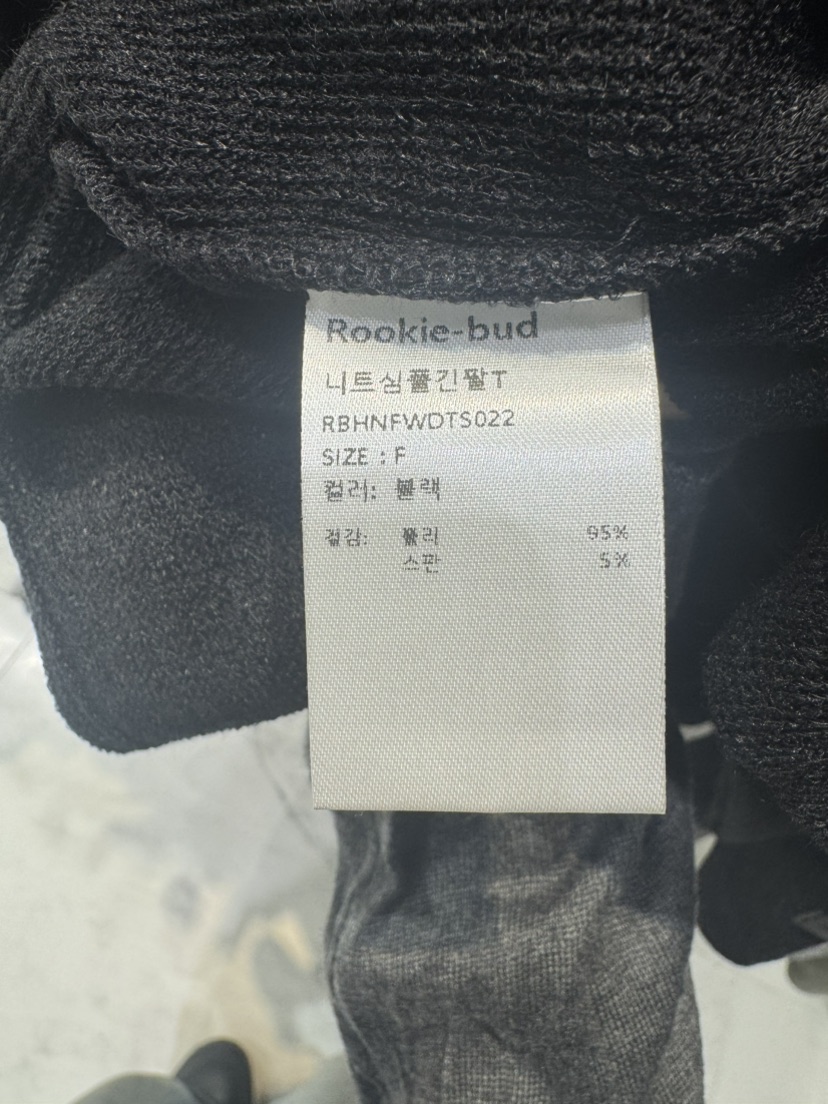 Rookie-bud
니트심플긴팔T
RBHNFWDTS022
SIZE : F
컬러: 블랙
겉감: 폴리 95%
스판 5%